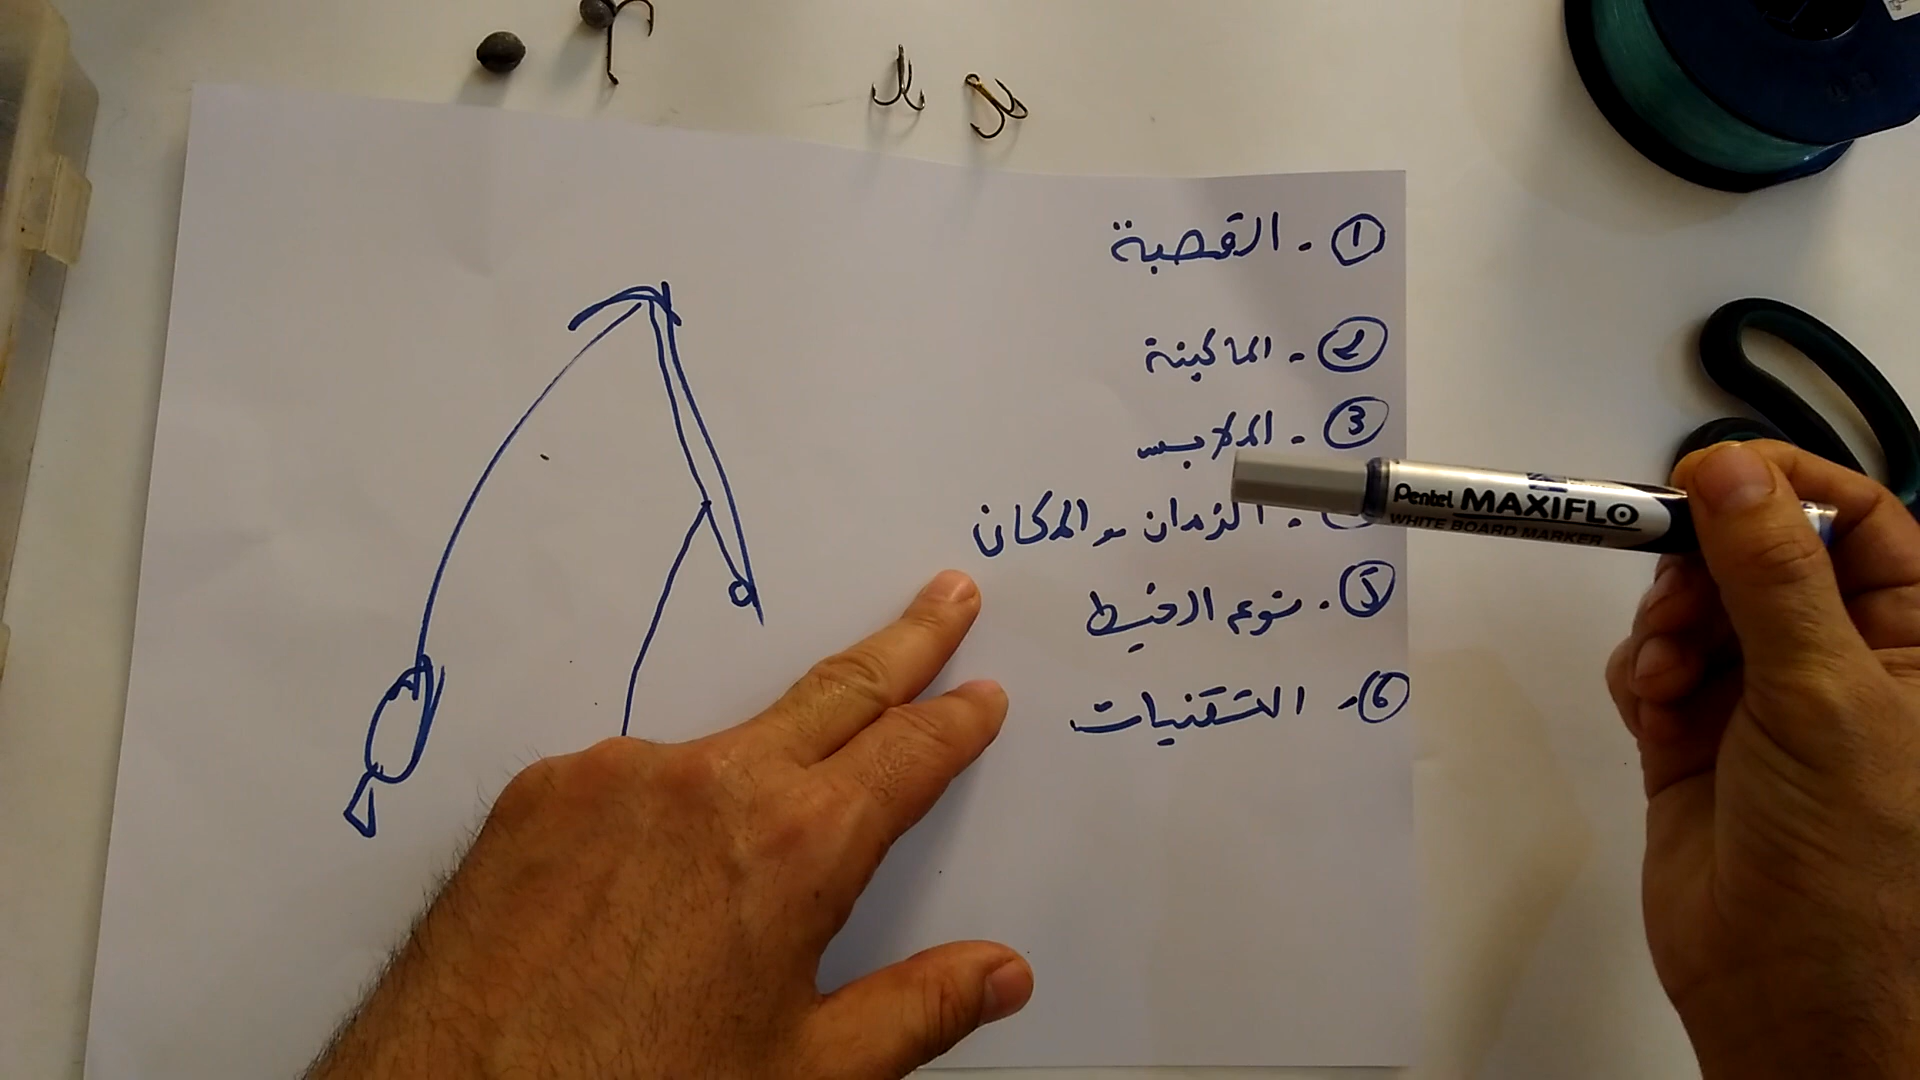 ① - القصبة
② - الماكينة
③ - الملابس
- الزمان و المكان
⑤ - نوع الخيط
⑥ - التقنيات
Pentel MAXIFLO
WHITE BOARD MARKER